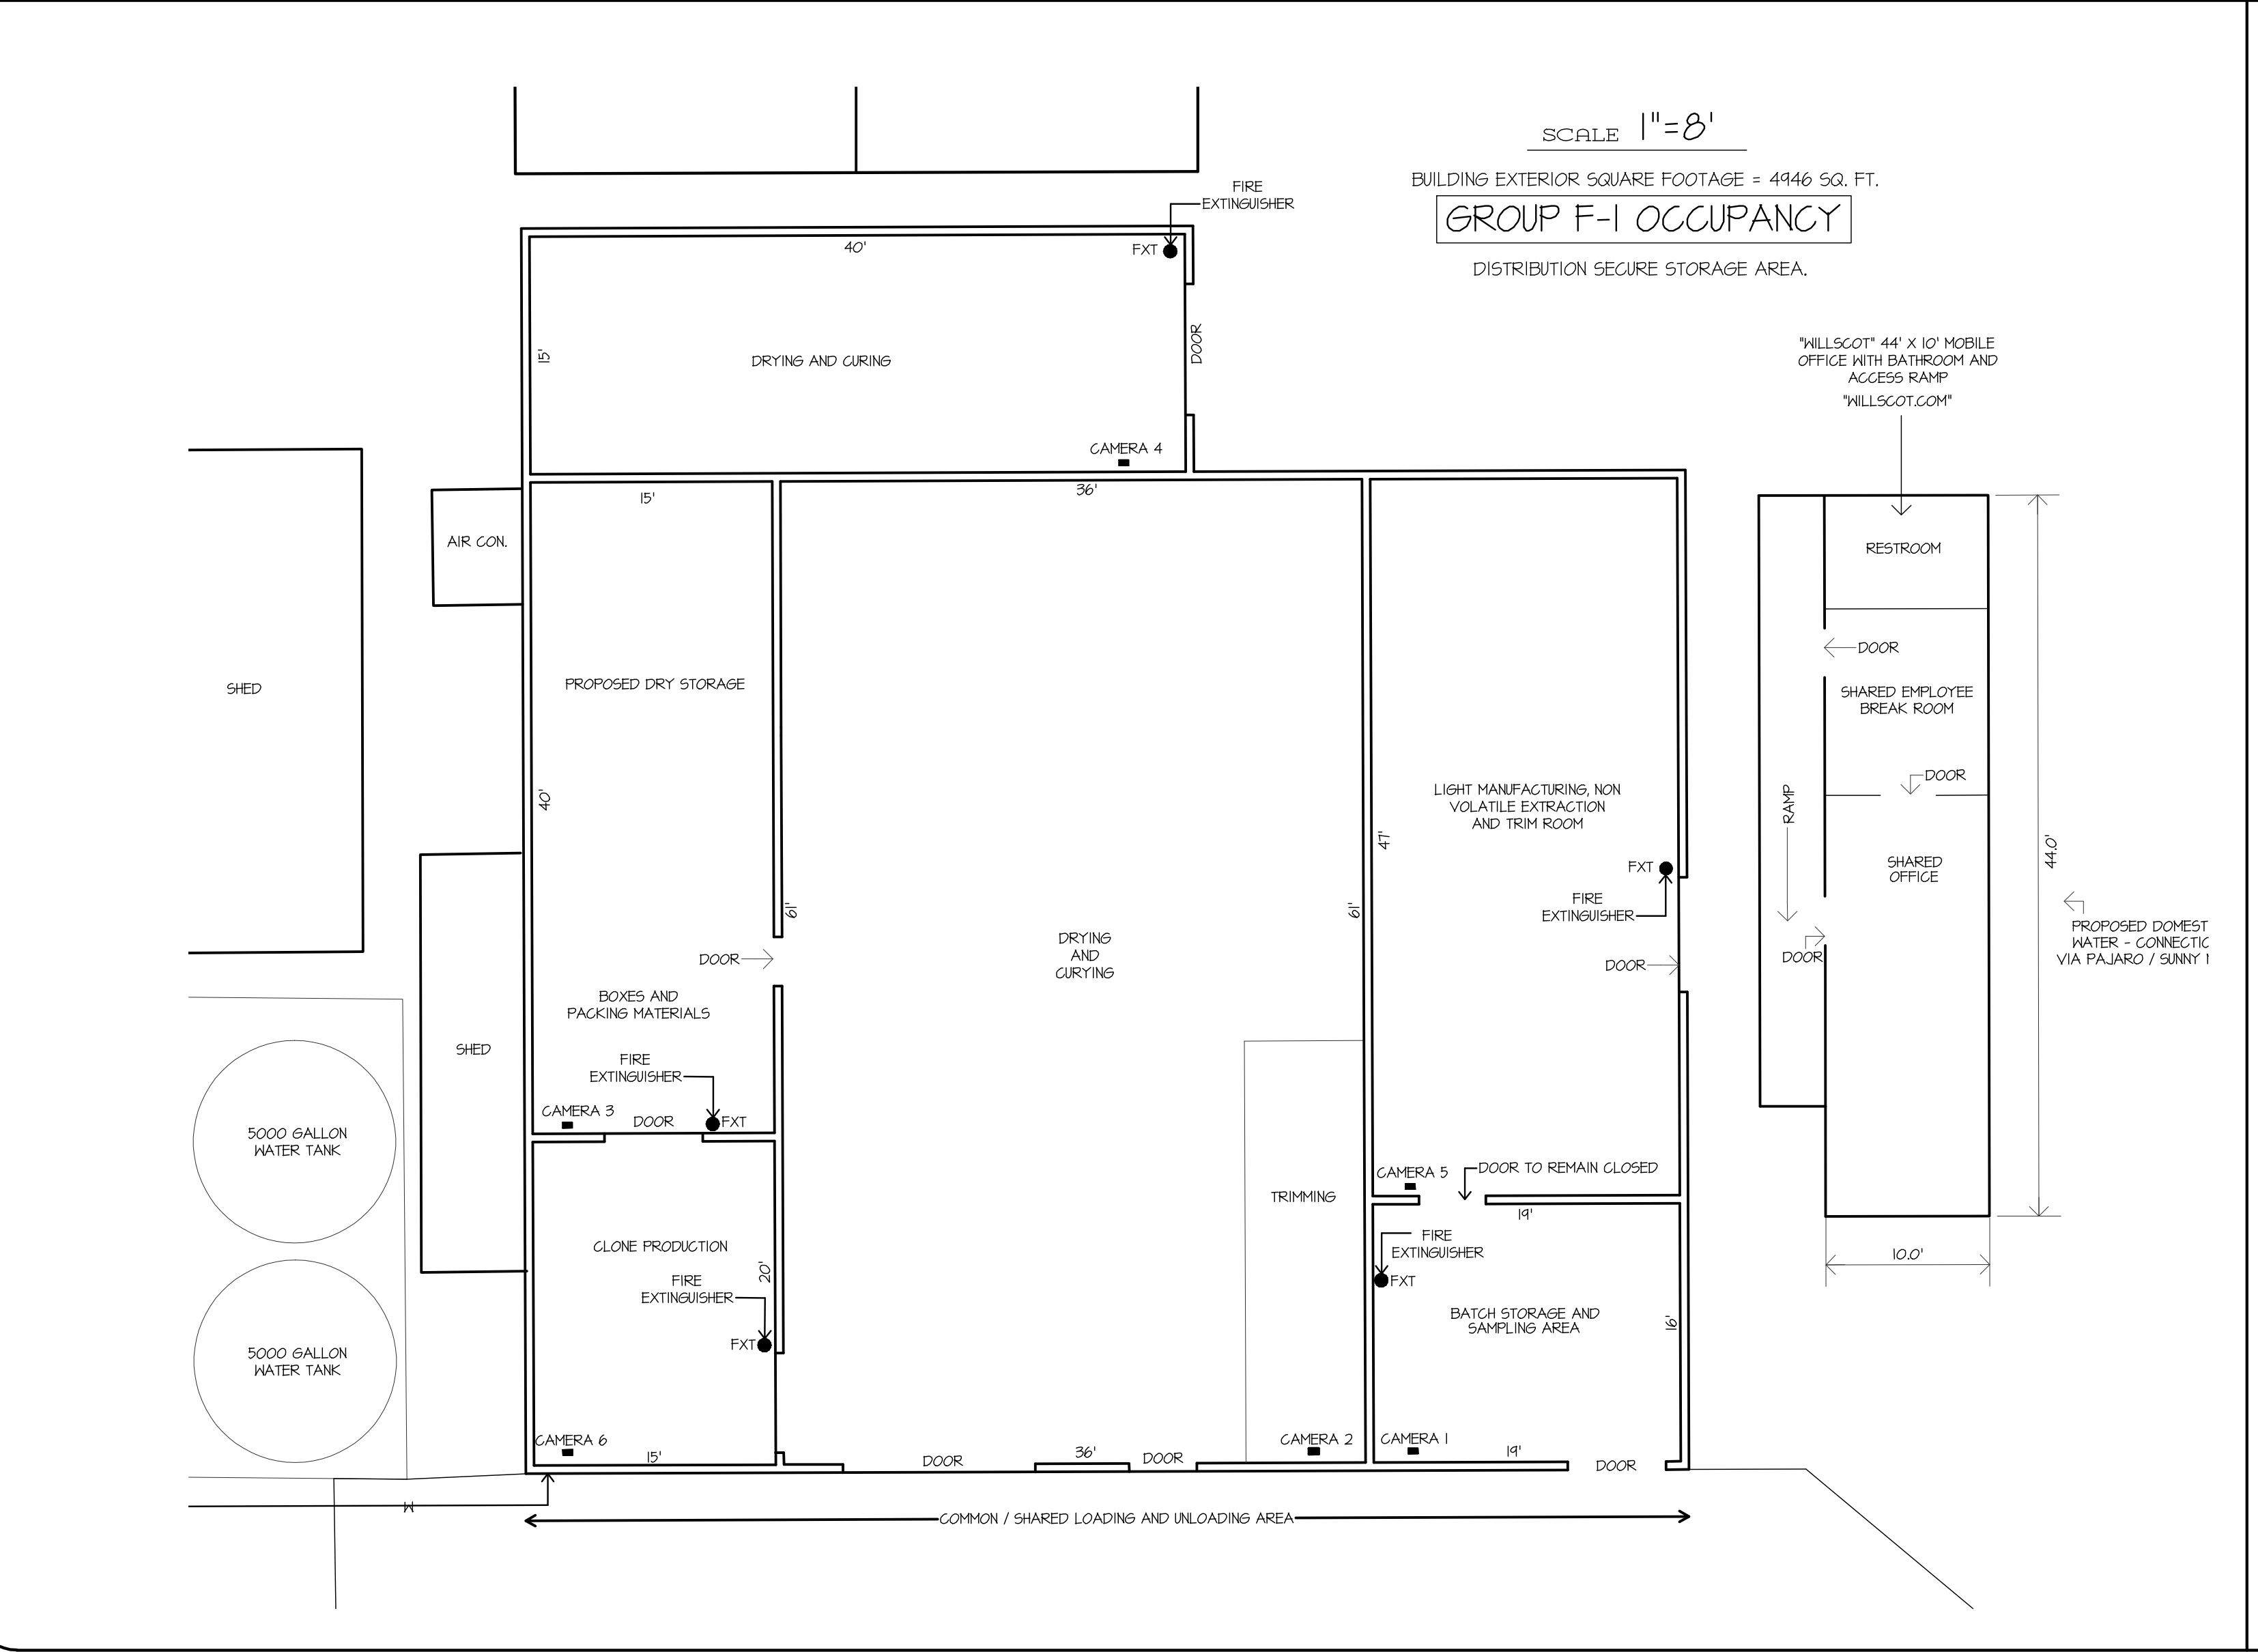 SCALE 1"=8'
BUILDING EXTERIOR SQUARE FOOTAGE = 4946 SQ. FT.
GROUP F-1 OCCUPANCY
DISTRIBUTION SECURE STORAGE AREA.
FIRE
EXTINGUISHER
FXT
40'
15'
DRYING AND CURING
DOOR
CAMERA 4
"WILLSCOT" 44' X 10' MOBILE
OFFICE WITH BATHROOM AND
ACCESS RAMP
"WILLSCOT.COM"
SHED
AIR CON.
15'
PROPOSED DRY STORAGE
40'
DOOR
BOXES AND
PACKING MATERIALS
FIRE
EXTINGUISHER
CAMERA 3
DOOR
FXT
SHED
5000 GALLON
WATER TANK
5000 GALLON
WATER TANK
CLONE PRODUCTION
20'
FIRE
EXTINGUISHER
FXT
CAMERA 6
15'
36'
61'
61'
DRYING
AND
CURYING
TRIMMING
CAMERA 2
DOOR
36'
DOOR
LIGHT MANUFACTURING, NON
VOLATILE EXTRACTION
AND TRIM ROOM
47'
FXT
FIRE
EXTINGUISHER
DOOR
CAMERA 5
DOOR TO REMAIN CLOSED
19'
FIRE
EXTINGUISHER
FXT
BATCH STORAGE AND
SAMPLING AREA
16'
CAMERA 1
19'
DOOR
RESTROOM
DOOR
SHARED EMPLOYEE
BREAK ROOM
DOOR
RAMP
SHARED
OFFICE
DOOR
44.0'
10.0'
PROPOSED DOMEST
WATER - CONNECTIC
VIA PAJARO / SUNNY
W
COMMON / SHARED LOADING AND UNLOADING AREA